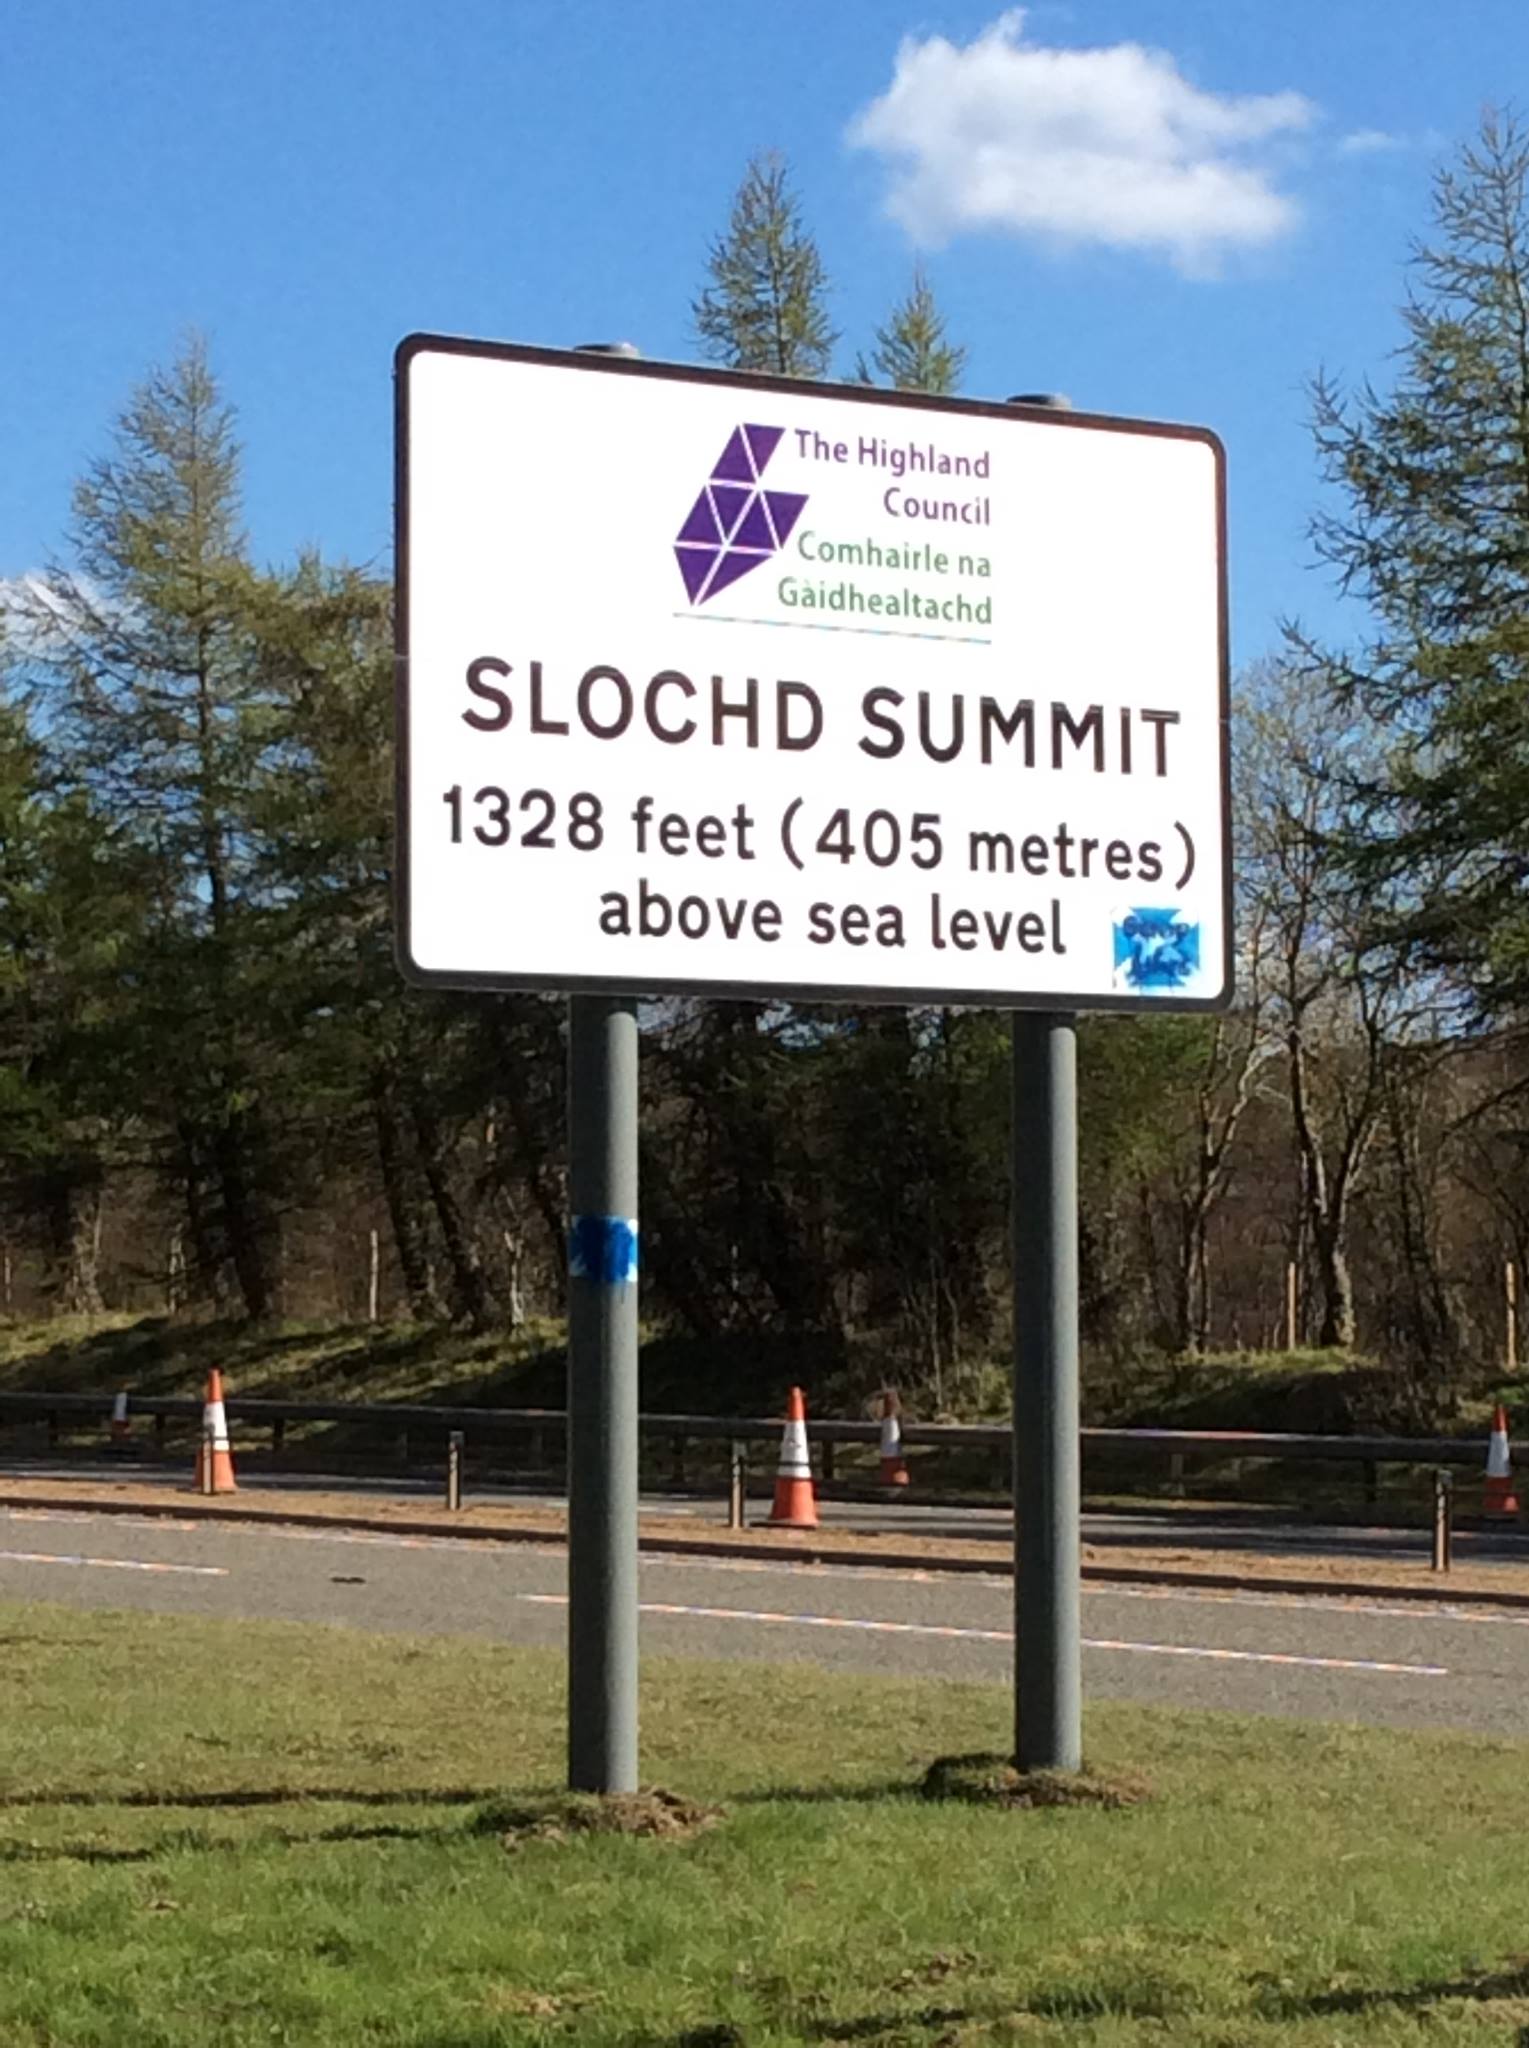 The Highland
Council
Comhairle na
Gàidhealtachd
SLOCHD SUMMIT
1328 feet (405 metres)
above sea level